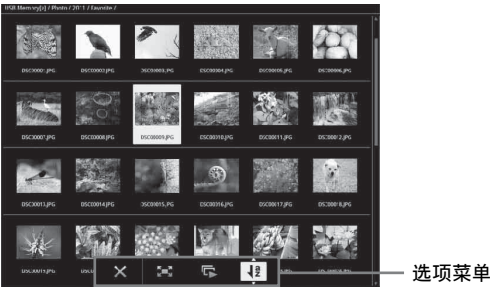 USB Memory[s] / Photo / 2011 / Favorite /
DSC00001.JPG DSC00002.JPG DSC00003.JPG DSC00004.JPG DSC00005.JPG DSC00006.JPG
DSC00007.JPG DSC00008.JPG DSC00009.JPG DSC00010.JPG DSC00011.JPG DSC00012.JPG
DSC00013.JPG DSC00014.JPG DSC00015.JPG DSC00016.JPG DSC00017.JPG DSC00018.JPG
DSC00019.JPG
选项菜单